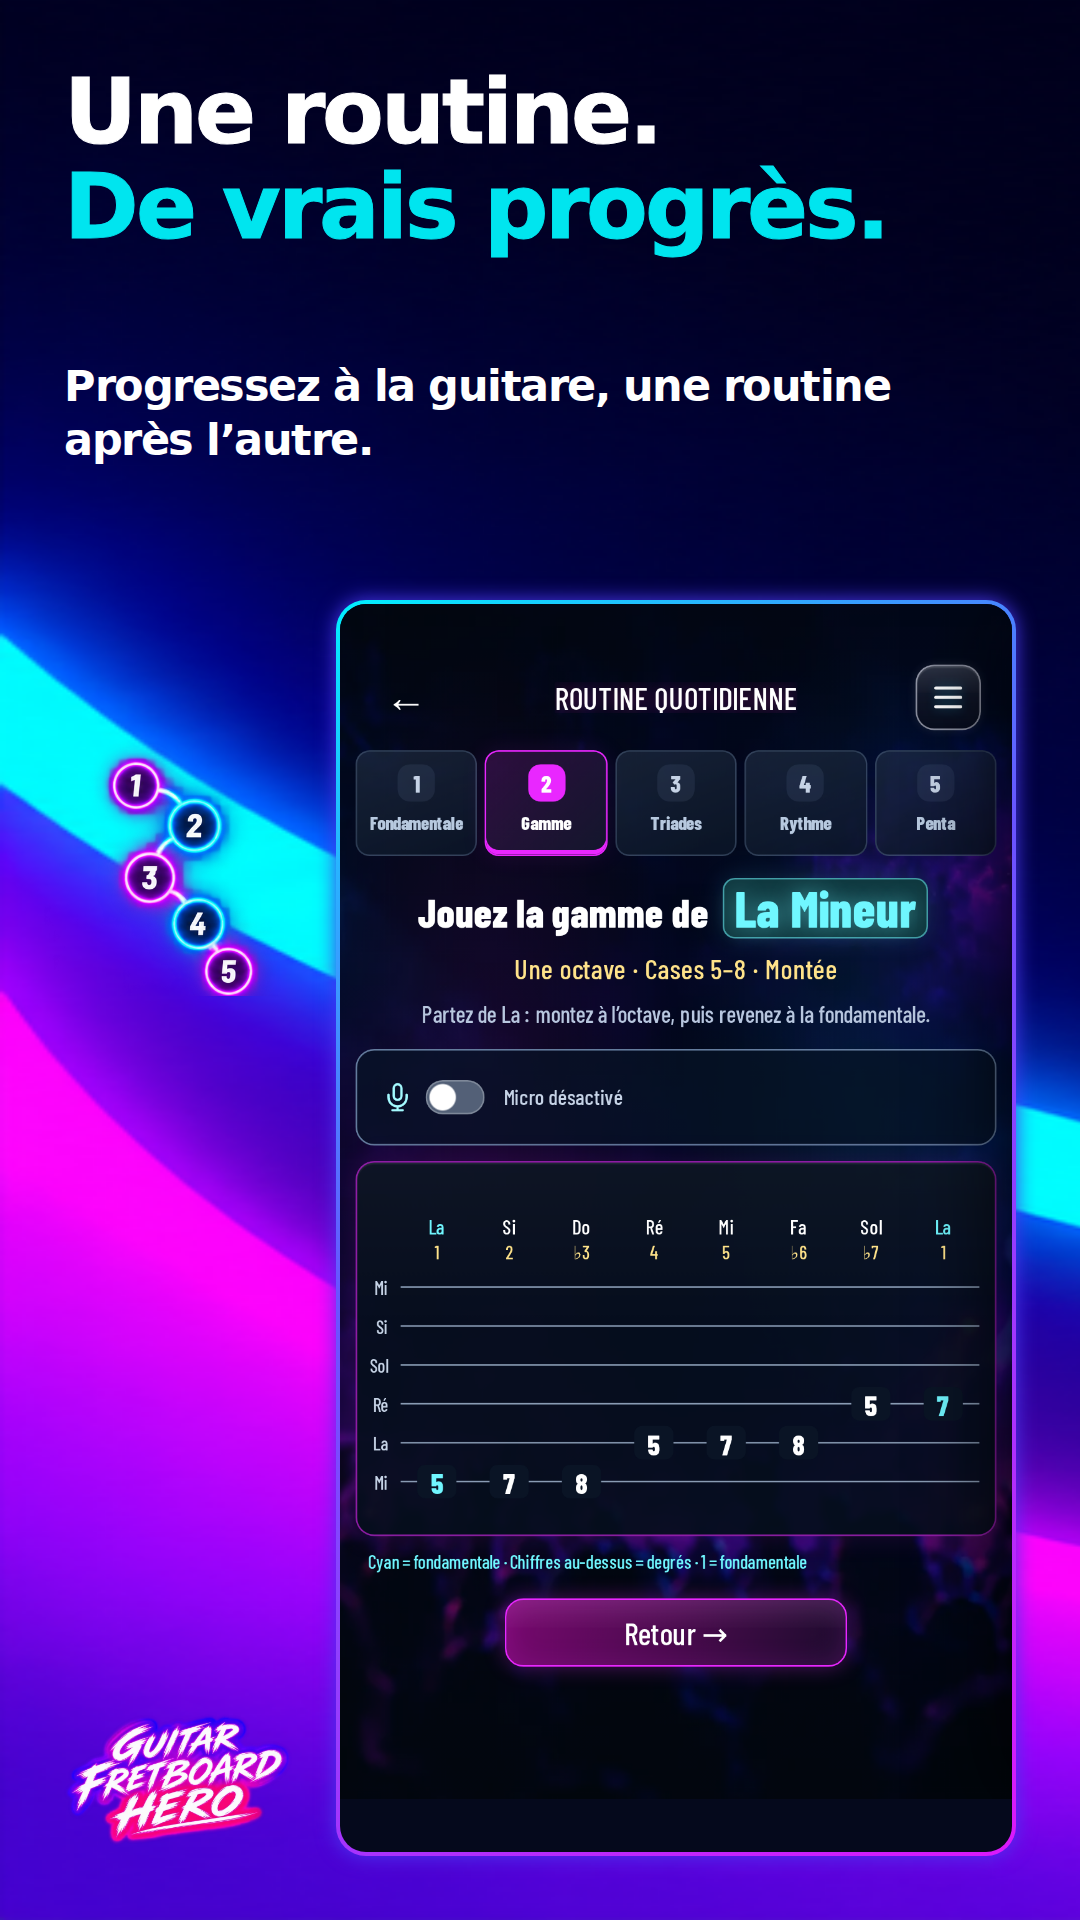 Une routine.
De vrais progrès.
Progressez à la guitare, une routine
après l’autre.
← ROUTINE QUOTIDIENNE
1 2 3 4 5
Fondamentale Gamme Triades Rythme Penta
Jouez la gamme de La Mineur
Une octave · Cases 5–8 · Montée
Partez de La : montez à l’octave, puis revenez à la fondamentale.
Micro désactivé
1
2
3
4
5
La Si Do Ré Mi Fa Sol La
1 2 ♭3 4 5 ♭6 ♭7 1
Mi
Si
Sol
Ré 5 7
La 5 7 8
Mi 5 7 8
Cyan = fondamentale · Chiffres au-dessus = degrés · 1 = fondamentale
Retour →
GUITAR
FRETBOARD
HERO